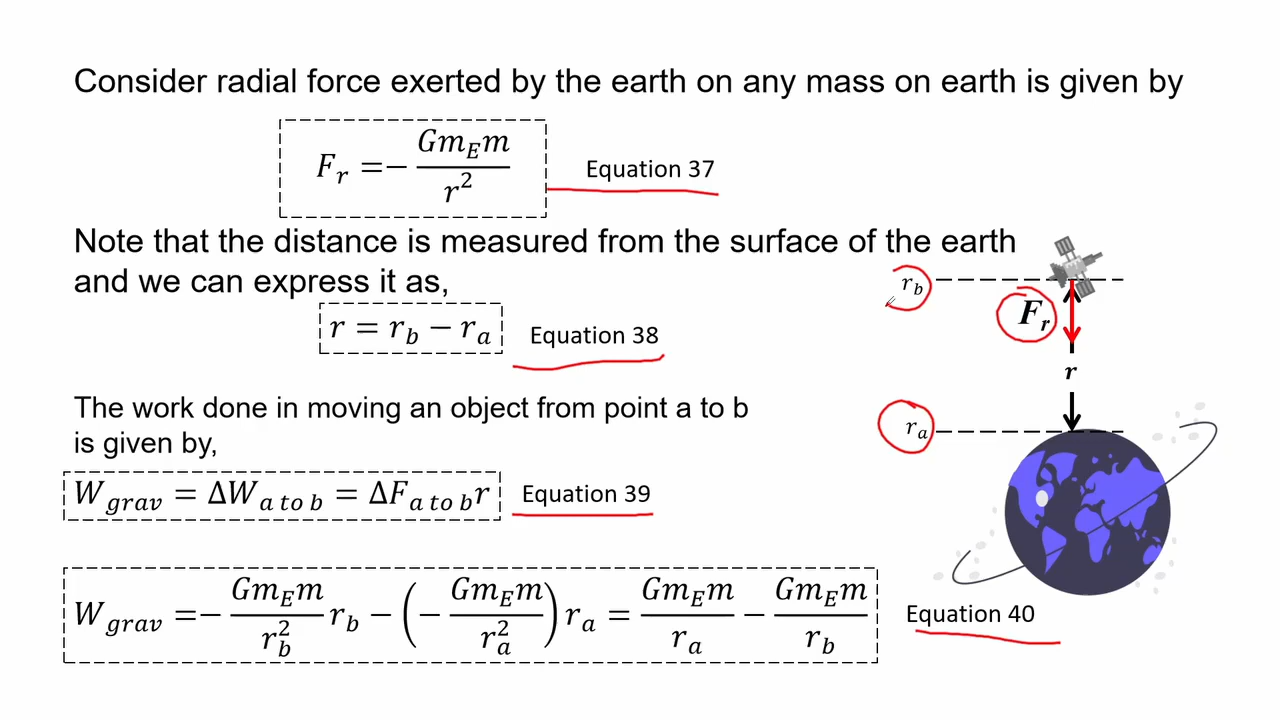 Consider radial force exerted by the earth on any mass on earth is given by
F_r =− Gm_E m / r^2
Equation 37
Note that the distance is measured from the surface of the earth
and we can express it as,
r = r_b − r_a
Equation 38
r_b
F_r
r
r_a
The work done in moving an object from point a to b
is given by,
W_grav = ΔW_a to b = ΔF_a to b r
Equation 39
W_grav =− Gm_E m / r_b^2 r_b − (− Gm_E m / r_a^2) r_a = Gm_E m / r_a − Gm_E m / r_b
Equation 40